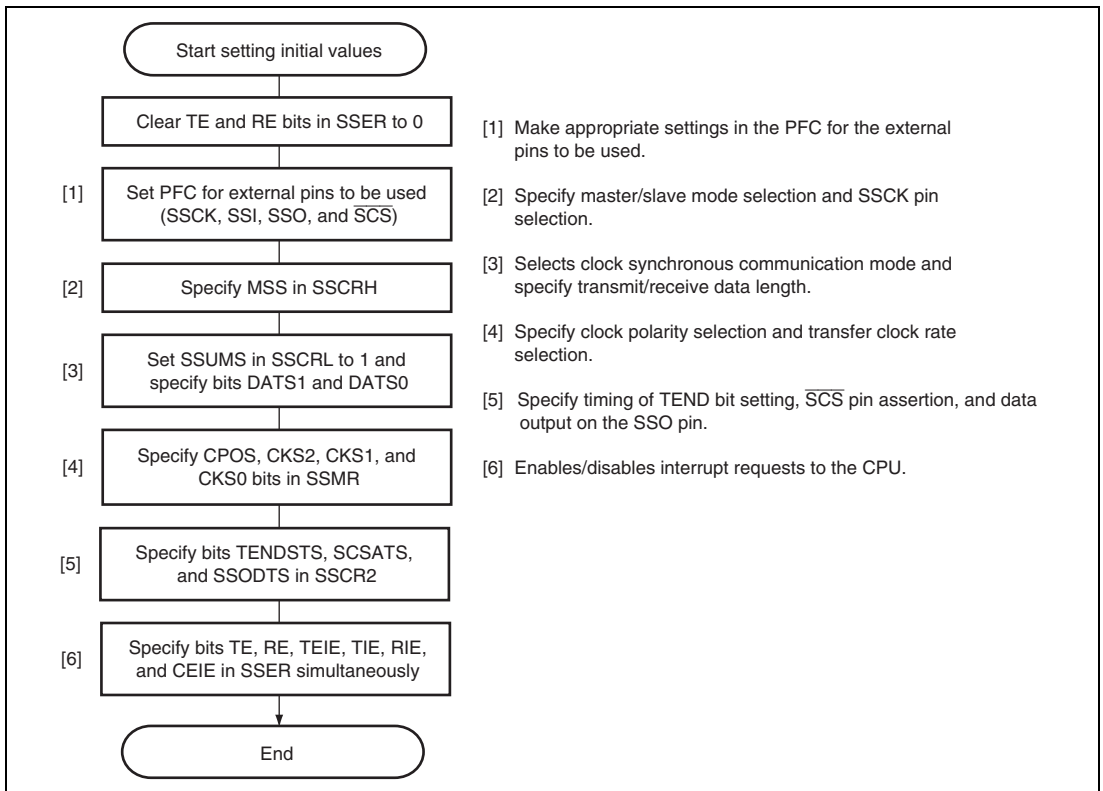 Start setting initial values
Clear TE and RE bits in SSER to 0
[1]
Set PFC for external pins to be used
(SSCK, SSI, SSO, and S̅C̅S̅)
[2]
Specify MSS in SSCRH
[3]
Set SSUMS in SSCRL to 1 and
specify bits DATS1 and DATS0
[4]
Specify CPOS, CKS2, CKS1, and
CKS0 bits in SSMR
[5]
Specify bits TENDSTS, SCSATS,
and SSODTS in SSCR2
[6]
Specify bits TE, RE, TEIE, TIE, RIE,
and CEIE in SSER simultaneously
End
[1] Make appropriate settings in the PFC for the external
pins to be used.
[2] Specify master/slave mode selection and SSCK pin
selection.
[3] Selects clock synchronous communication mode and
specify transmit/receive data length.
[4] Specify clock polarity selection and transfer clock rate
selection.
[5] Specify timing of TEND bit setting, S̅C̅S̅ pin assertion, and data
output on the SSO pin.
[6] Enables/disables interrupt requests to the CPU.